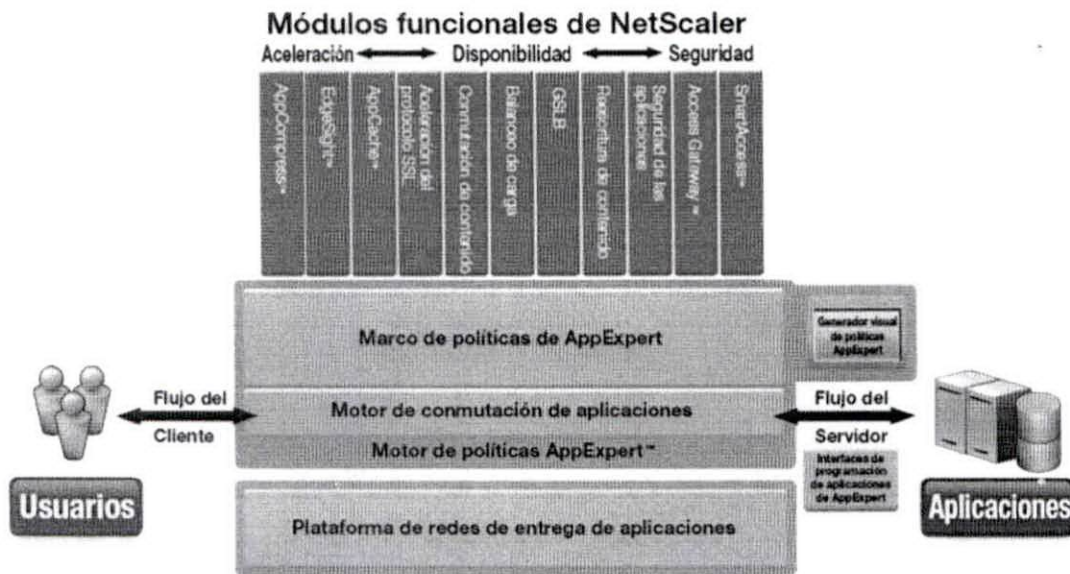 Módulos funcionales de NetScaler
Aceleración Disponibilidad Seguridad
AppCompress™
EdgeSight™
AppCache™
Aceleración del
protocolo SSL
Conmutación de contenido
Balanceo de carga
GSLB
Reescritura de contenido
Seguridad de las
aplicaciones
Access Gateway™
SmartAccess™
Marco de políticas de AppExpert
Generador visual
de políticas
AppExpert
Flujo del
Cliente
Motor de conmutación de aplicaciones
Motor de políticas AppExpert™
Flujo del
Servidor
Interfaces de
programación
de aplicaciones
de AppExpert
Usuarios
Plataforma de redes de entrega de aplicaciones
Aplicaciones